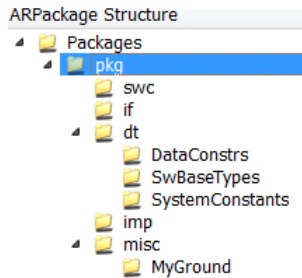 ARPackage Structure
Packages
pkg
swc
if
dt
DataConstrs
SwBaseTypes
SystemConstants
imp
misc
MyGround